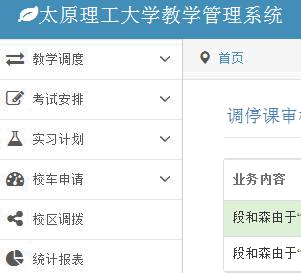 太原理工大学教学管理系统
教学调度
考试安排
实习计划
校车申请
校区调拨
统计报表
首页
调停课审
业务内容
段和森由于“
段和森由于“